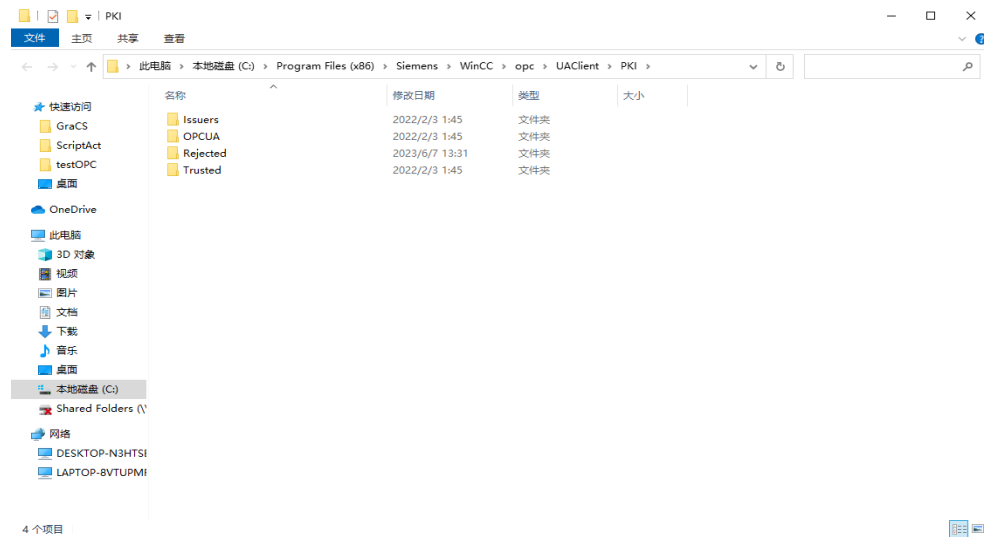 PKI
文件 主页 共享 查看
此电脑 › 本地磁盘 (C:) › Program Files (x86) › Siemens › WinCC › opc › UAClient › PKI ›
名称 修改日期 类型 大小
快速访问
GraCS
ScriptAct
testOPC
桌面
OneDrive
此电脑
3D 对象
视频
图片
文档
下载
音乐
桌面
本地磁盘 (C:)
Shared Folders (\
网络
DESKTOP-N3HTS
LAPTOP-8VTUPM
Issuers 2022/2/3 1:45 文件夹
OPCUA 2022/2/3 1:45 文件夹
Rejected 2023/6/7 13:31 文件夹
Trusted 2022/2/3 1:45 文件夹
4 个项目